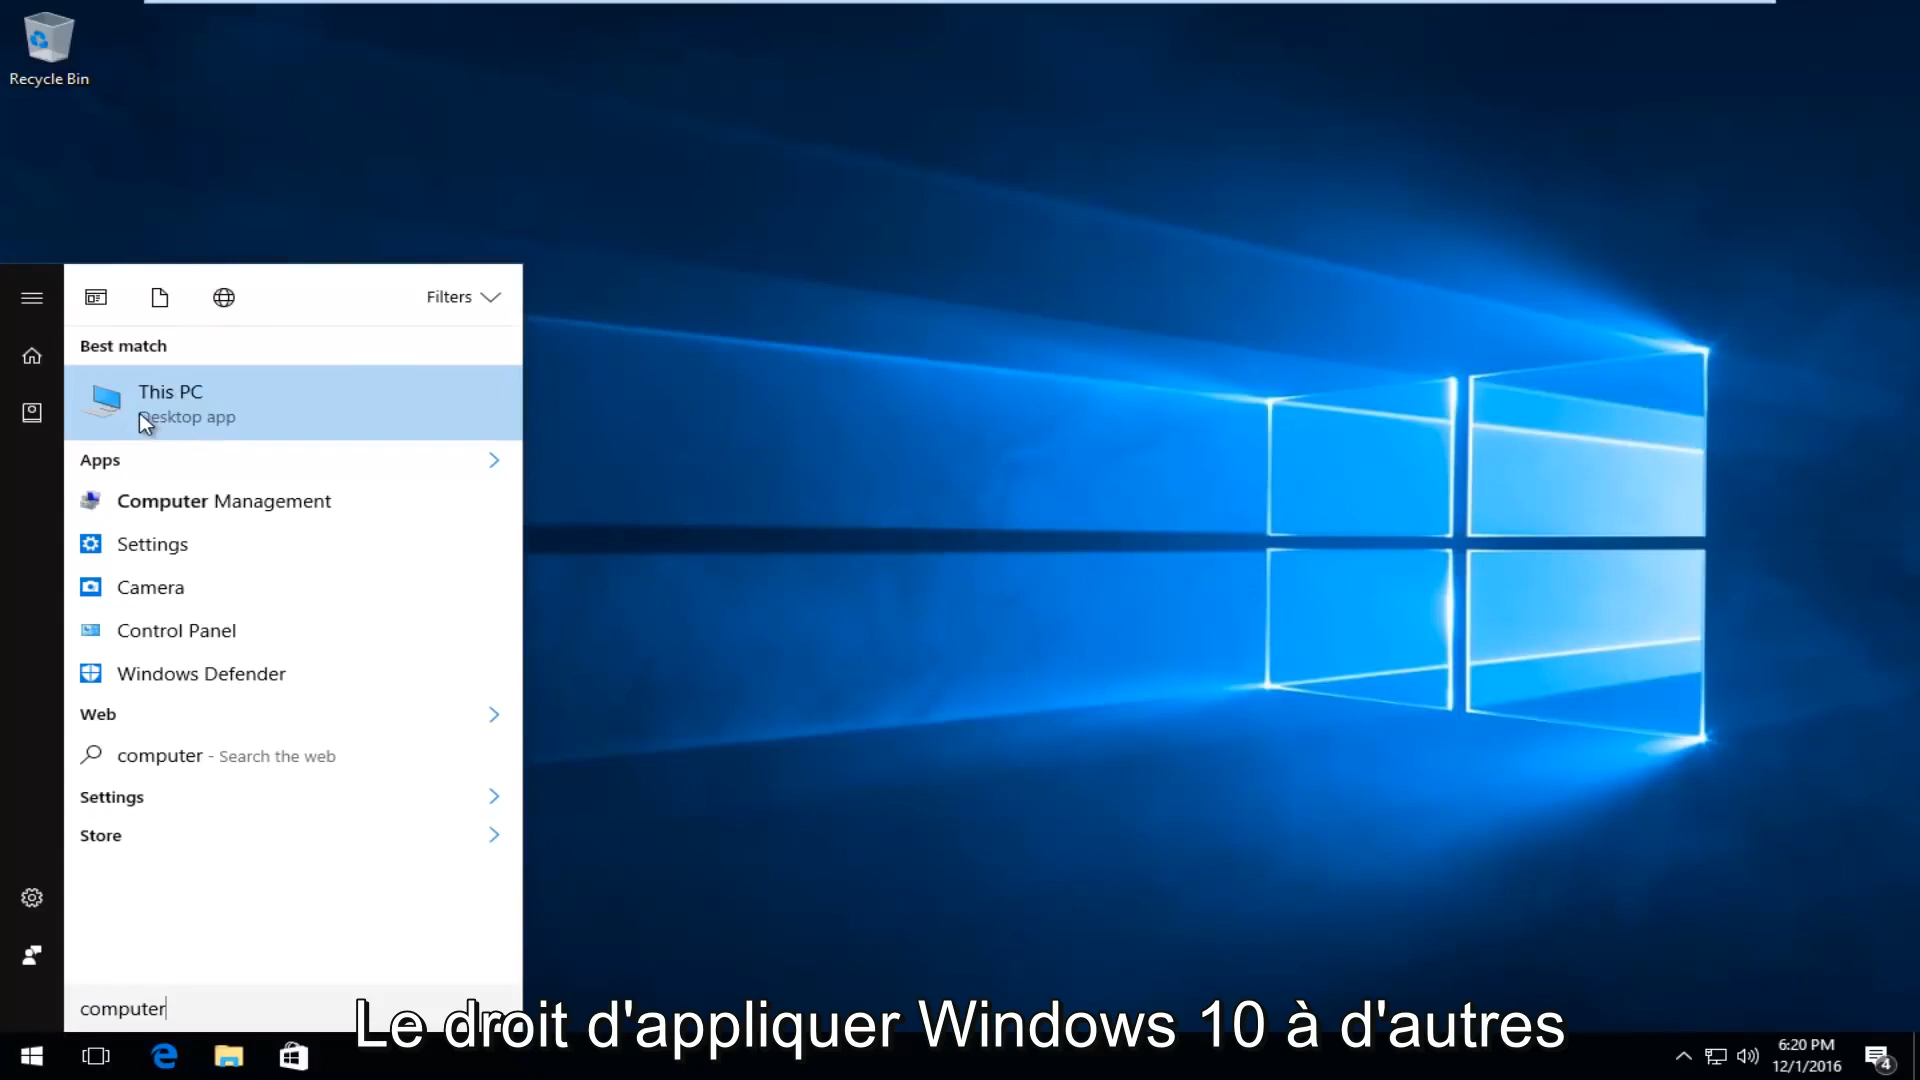 Recycle Bin
Filters
Best match
This PC
Desktop app
Apps
Computer Management
Settings
Camera
Control Panel
Windows Defender
Web
computer - Search the web
Settings
Store
computer
Le droit d'appliquer Windows 10 à d'autres
6:20 PM
12/1/2016
4